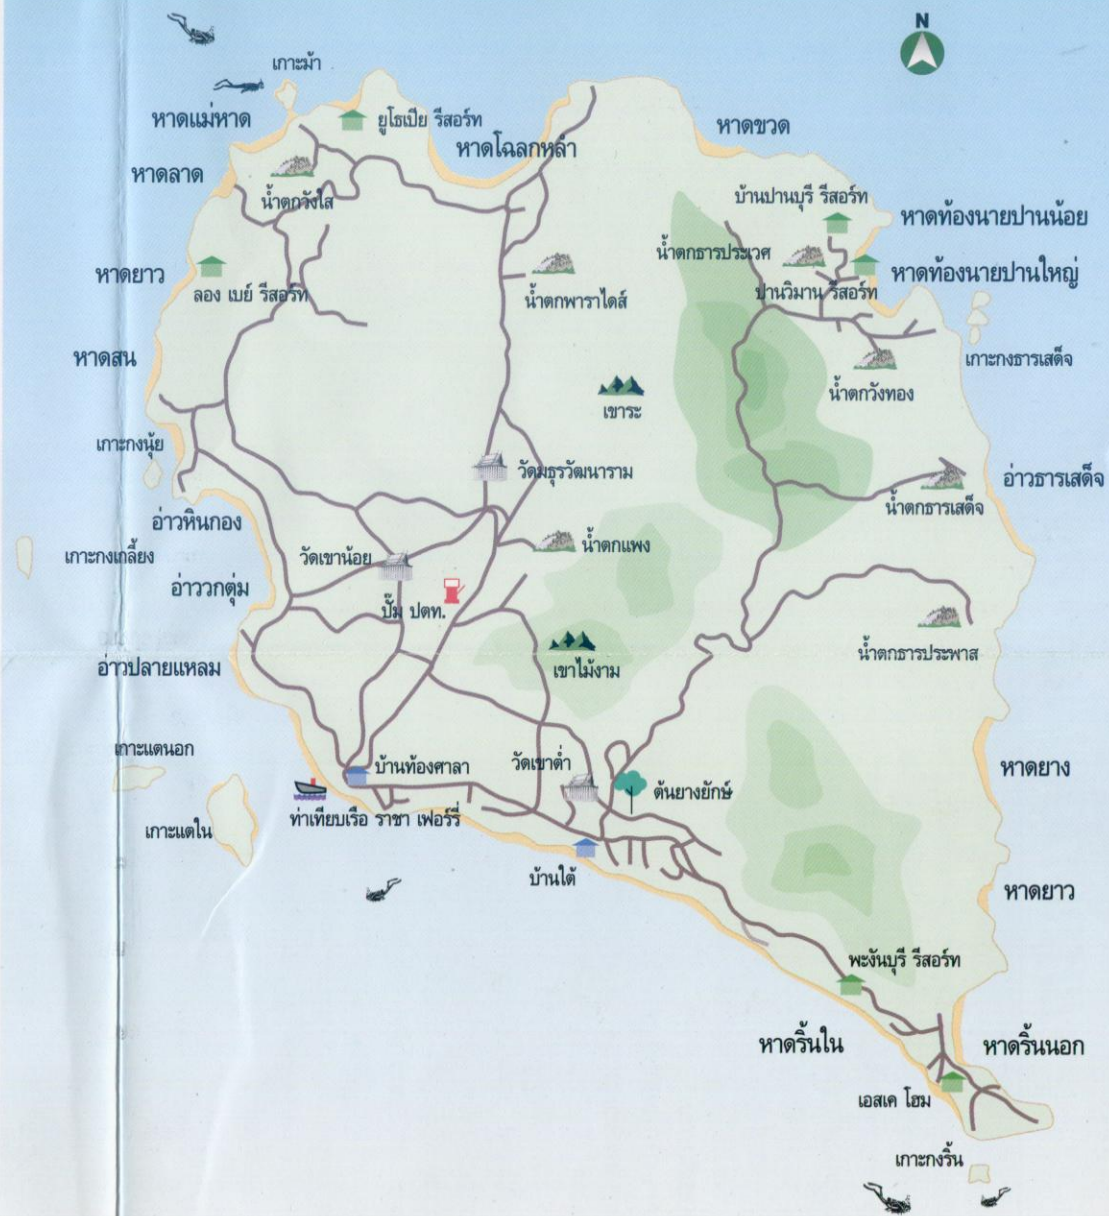 N
เกาะม้า
หาดแม่หาด
ยูโธเปีย รีสอร์ท
หาดขวด
หาดโฉลกหลำ
หาดลาด
น้ำตกวังใส
บ้านปานบุรี รีสอร์ท
หาดท้องนายปานน้อย
น้ำตกธารประเวศ
หาดยาว
หาดท้องนายปานใหญ่
ลอง เบย์ รีสอร์ท
น้ำตกพาราไดส์
ปานวิมาน รีสอร์ท
หาดสน
เกาะกงธารเสด็จ
น้ำตกวังทอง
เขาระ
เกาะกงนุ้ย
วัดมธุรวัฒนาราม
อ่าวธารเสด็จ
น้ำตกธารเสด็จ
อ่าวหินกอง
น้ำตกแพง
เกาะกงเกลี้ยง
วัดเขาน้อย
อ่าววกตุ่ม
ปั๊ม ปตท.
น้ำตกธารประพาส
อ่าวปลายแหลม
เขาไม้งาม
เกาะแตนอก
บ้านท้องศาลา
วัดเขาต่ำ
หาดยาง
ต้นยางยักษ์
ท่าเทียบเรือ ราชา เฟอร์รี่
เกาะแตใน
บ้านใต้
หาดยาว
พะงันบุรี รีสอร์ท
หาดริ้นใน
หาดริ้นนอก
เอสเค โฮม
เกาะกงริ้น